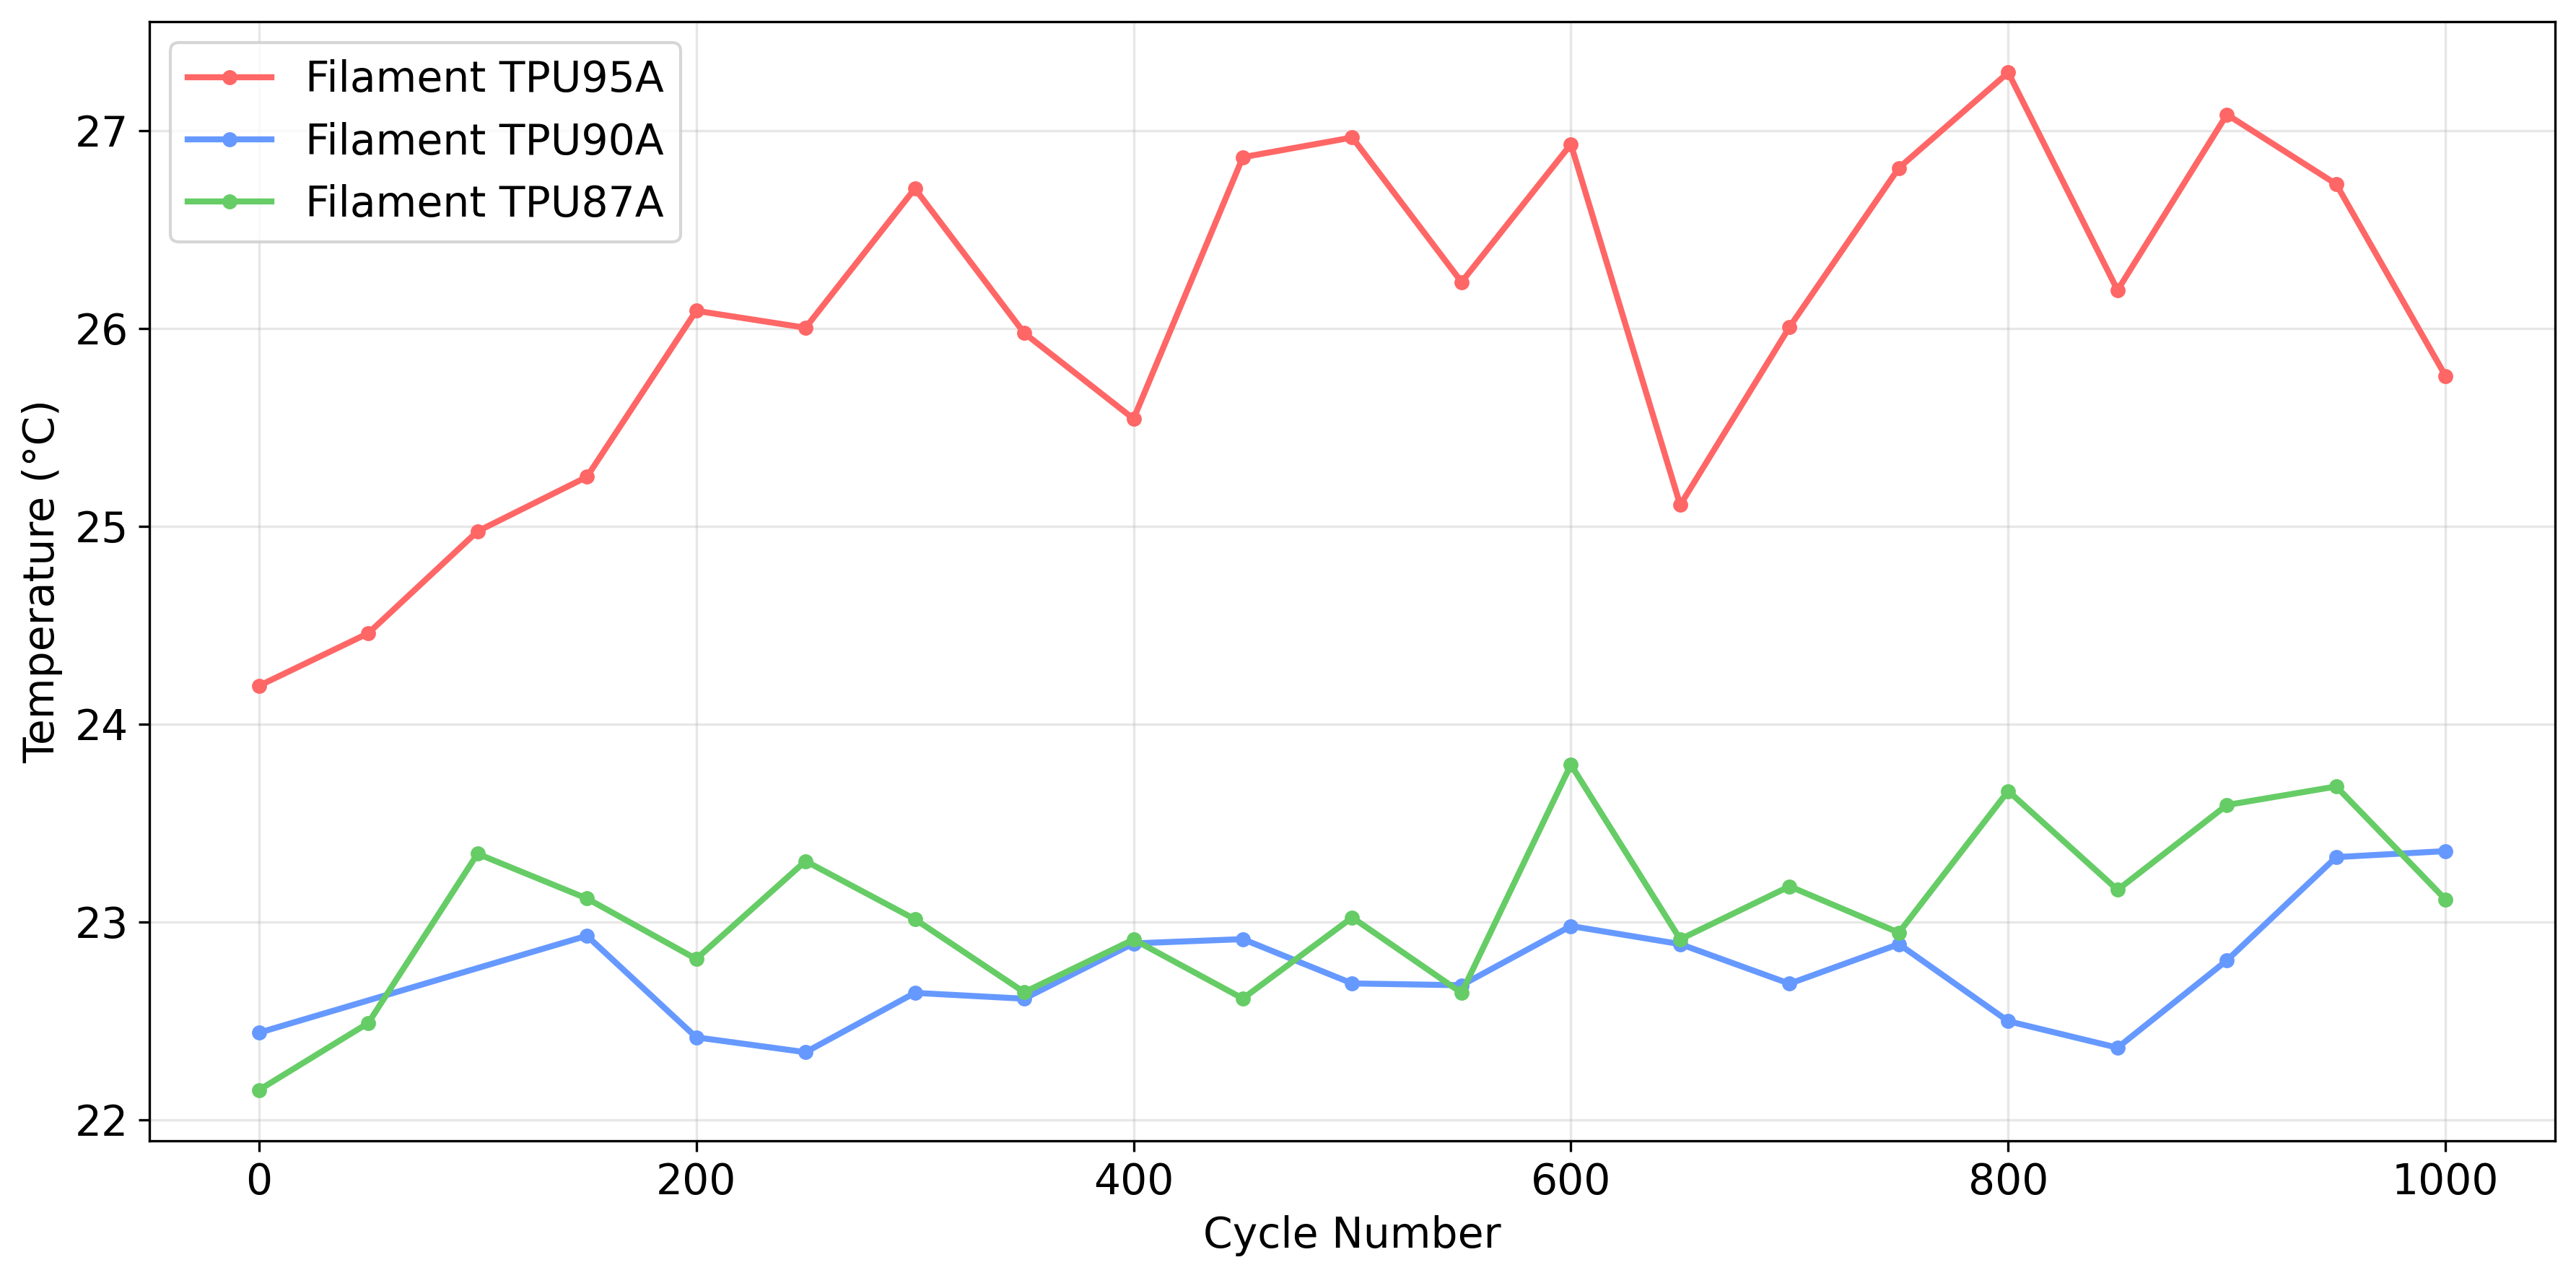 Filament TPU95A
Filament TPU90A
Filament TPU87A
27
26
25
24
23
22
Temperature (°C)
0 200 400 600 800 1000
Cycle Number